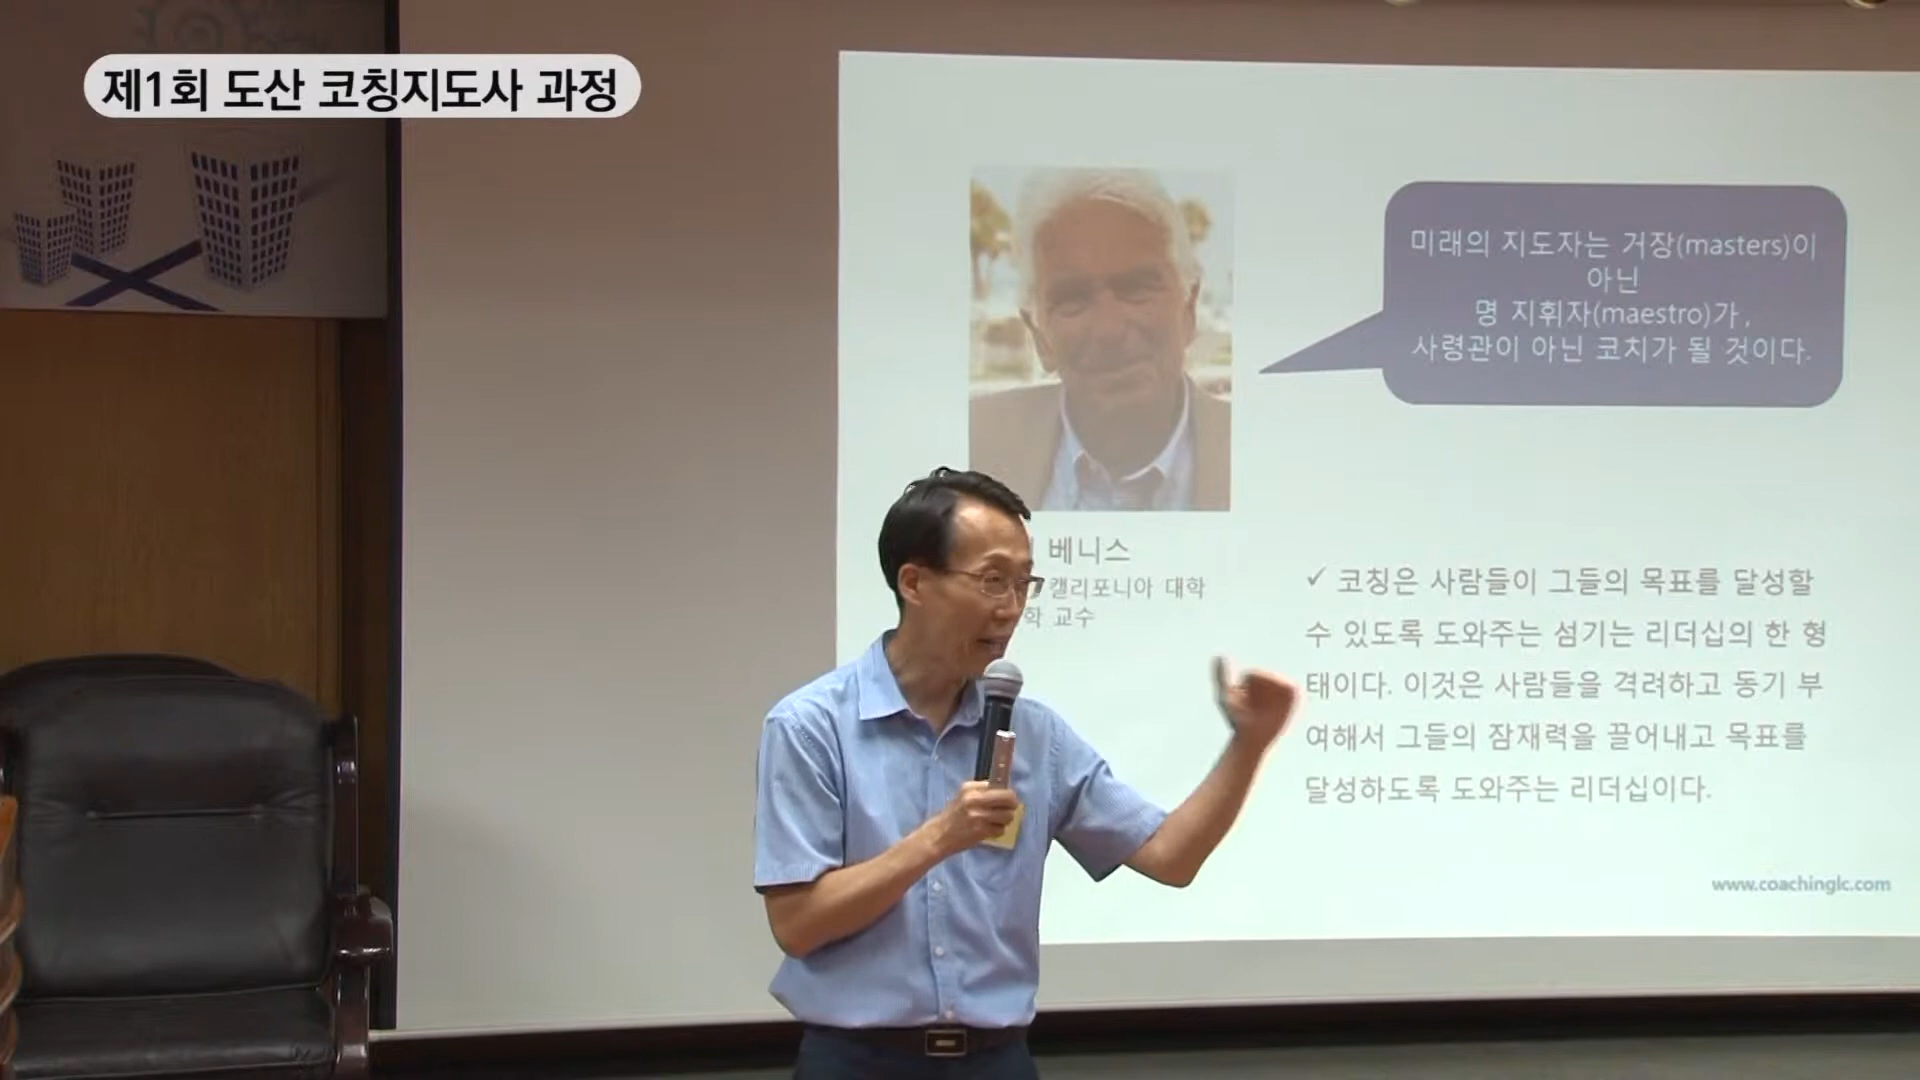 제1회 도산 코칭지도사 과정
미래의 지도자는 거장(masters)이
아닌
명 지휘자(maestro)가,
사령관이 아닌 코치가 될 것이다.
베니스
캘리포니아 대학
교수
✓ 코칭은 사람들이 그들의 목표를 달성할
수 있도록 도와주는 섬기는 리더십의 한 형
태이다. 이것은 사람들을 격려하고 동기 부
여해서 그들의 잠재력을 끌어내고 목표를
달성하도록 도와주는 리더십이다.
www.coachinglc.com